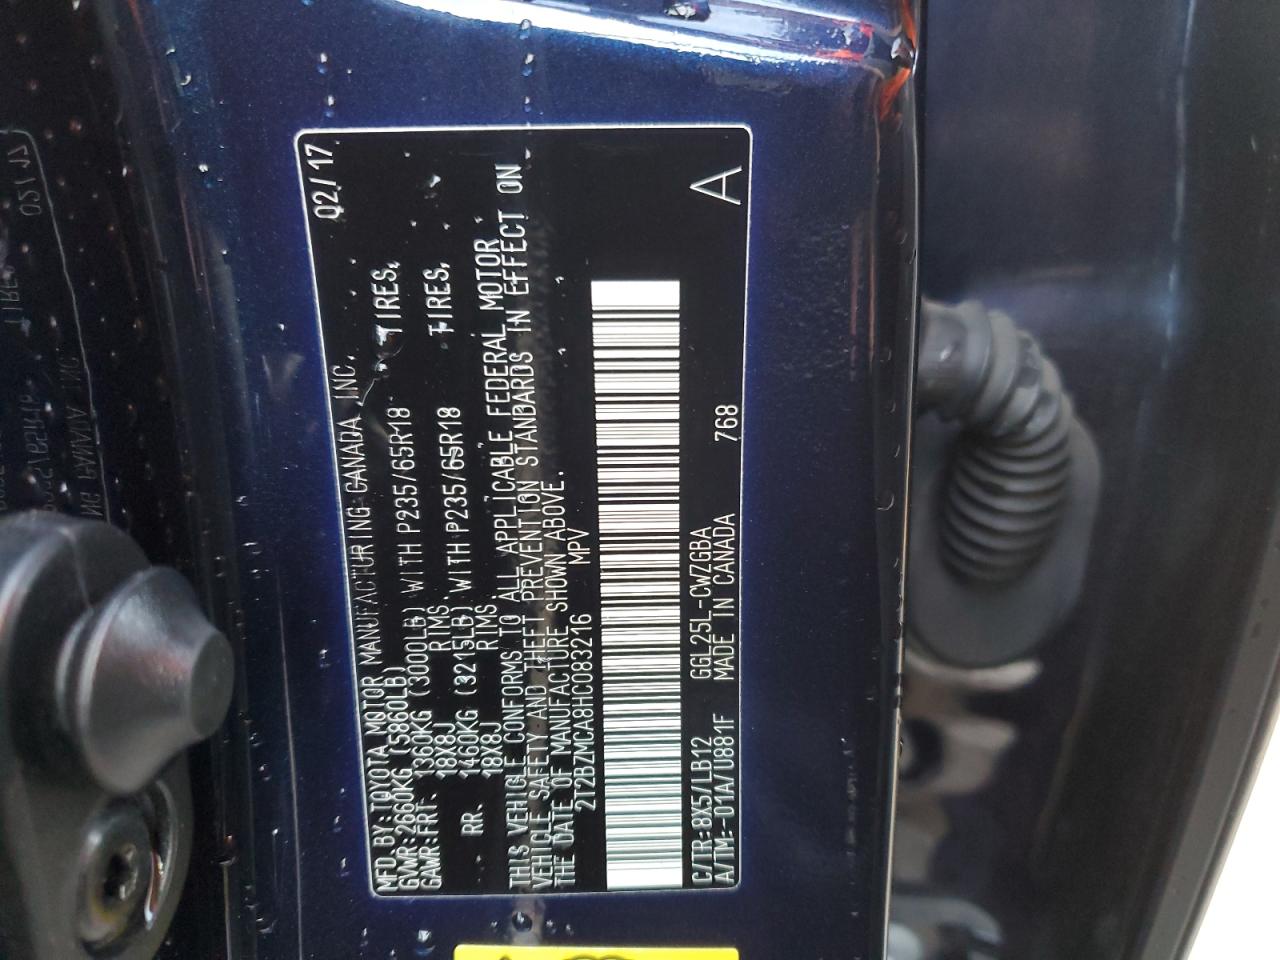 MFD.BY:TOYOTA MOTOR MANUFACTURING CANADA INC. 02/17
GVWR:2660KG (5860LB)
GAWR:FRT. 1360KG (3000LB) WITH P235/65R18 TIRES,
18X8J RIMS
RR. 1460KG (3215LB) WITH P235/65R18 TIRES,
18X8J RIMS.
THIS VEHICLE CONFORMS TO ALL APPLICABLE FEDERAL MOTOR
VEHICLE SAFETY AND THEFT PREVENTION STANDARDS IN EFFECT ON
THE DATE OF MANUFACTURE SHOWN ABOVE.
2T2BZMCA8HC083216 MPV
C/TR:8X5/LB12 GGL25L-CWZGBA
A/TM:-01A/U881F MADE IN CANADA 768 A